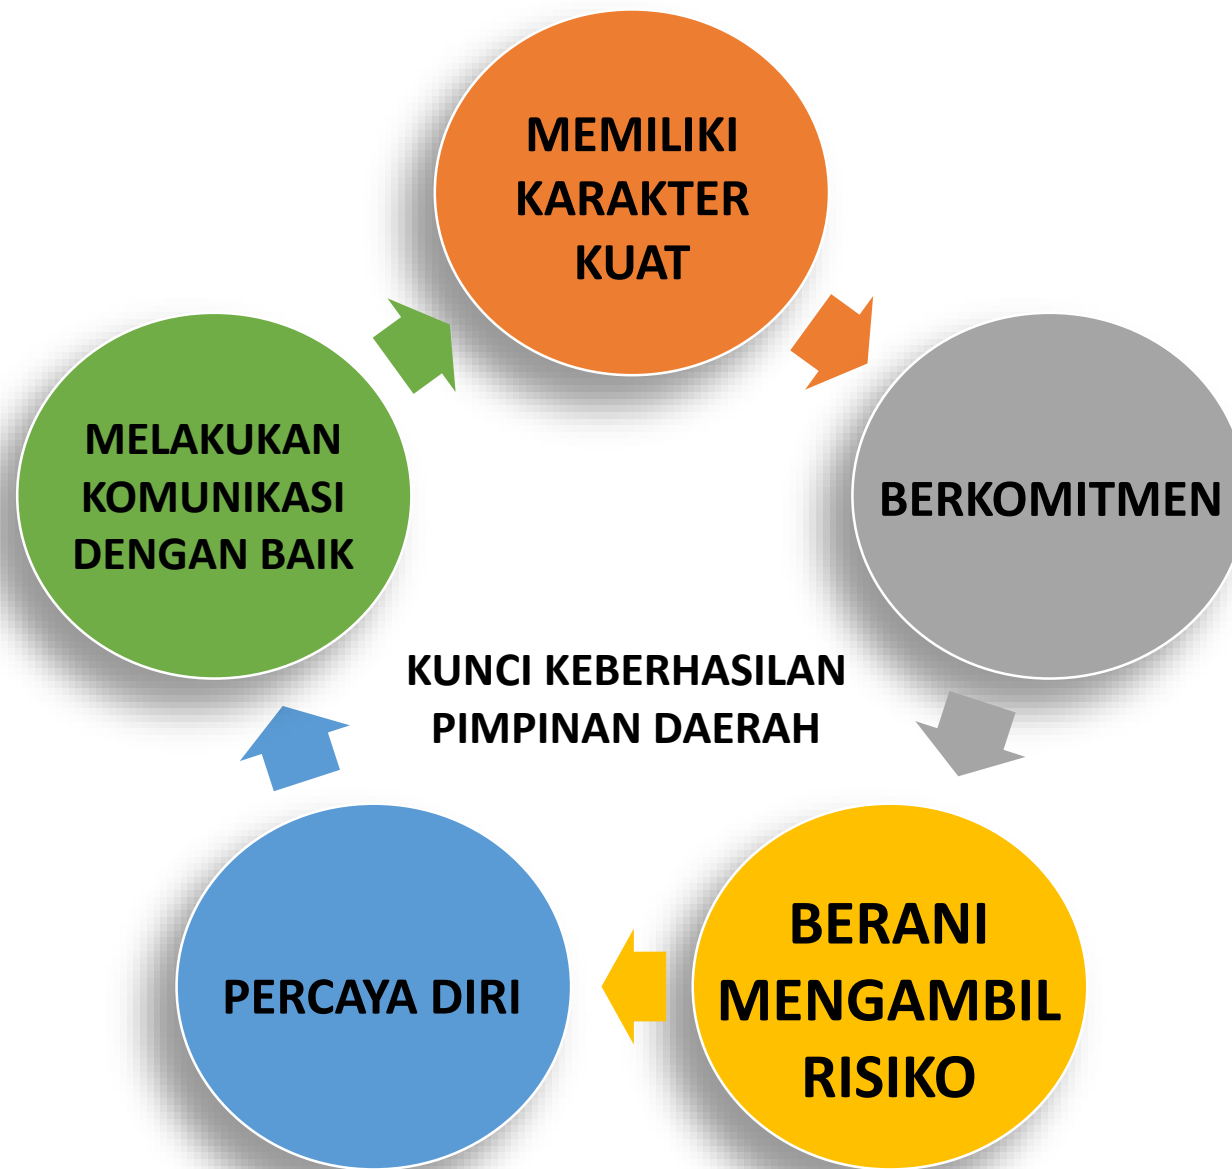 MEMILIKI
KARAKTER
KUAT
BERKOMITMEN
BERANI
MENGAMBIL
RISIKO
PERCAYA DIRI
MELAKUKAN
KOMUNIKASI
DENGAN BAIK
KUNCI KEBERHASILAN
PIMPINAN DAERAH